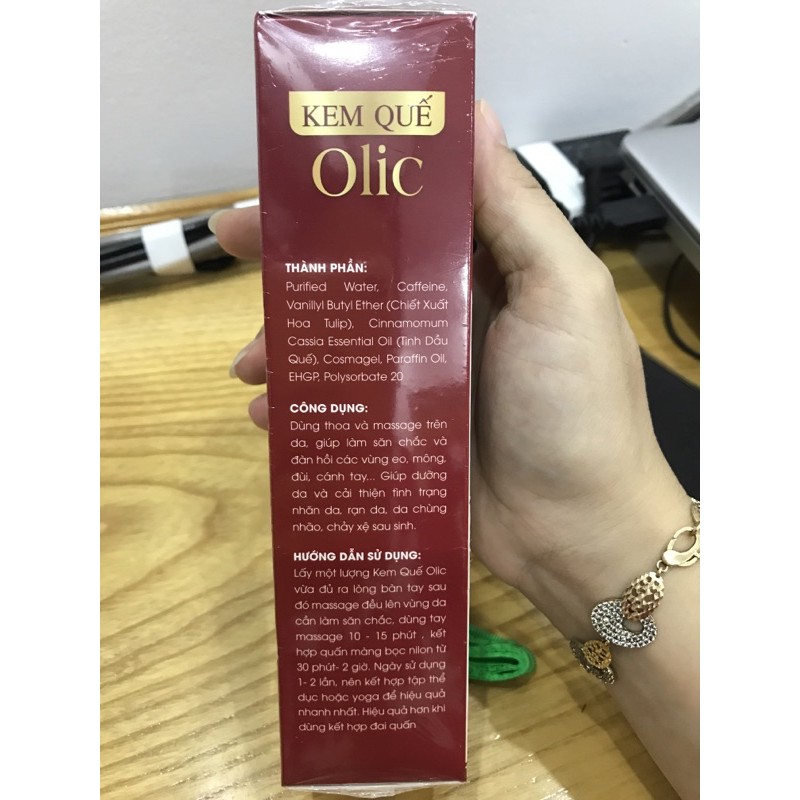 KEM QUẾ
Olic
THÀNH PHẦN:
Purified Water, Caffeine,
Vanillyl Butyl Ether (Chiết Xuất
Hoa Tulip), Cinnamomum
Cassia Essential Oil (Tinh Dầu
Quế), Cosmagel, Paraffin Oil,
EHGP, Polysorbate 20
CÔNG DỤNG:
Dùng thoa và massage trên
da, giúp làm săn chắc và
đàn hồi các vùng eo, mông,
đùi, cánh tay... Giúp dưỡng
da và cải thiện tình trạng
nhăn da, rạn da, da chùng
nhão, chảy xệ sau sinh.
HƯỚNG DẪN SỬ DỤNG:
Lấy một lượng Kem Quế Olic
vừa đủ ra lòng bàn tay sau
đó massage đều lên vùng da
cần làm săn chắc, dùng tay
massage 10 - 15 phút , kết
hợp quấn màng bọc nilon từ
30 phút- 2 giờ. Ngày sử dụng
1- 2 lần, nên kết hợp tập thể
dục hoặc yoga để hiệu quả
nhanh nhất. Hiệu quả hơn khi
dùng kết hợp đai quấn